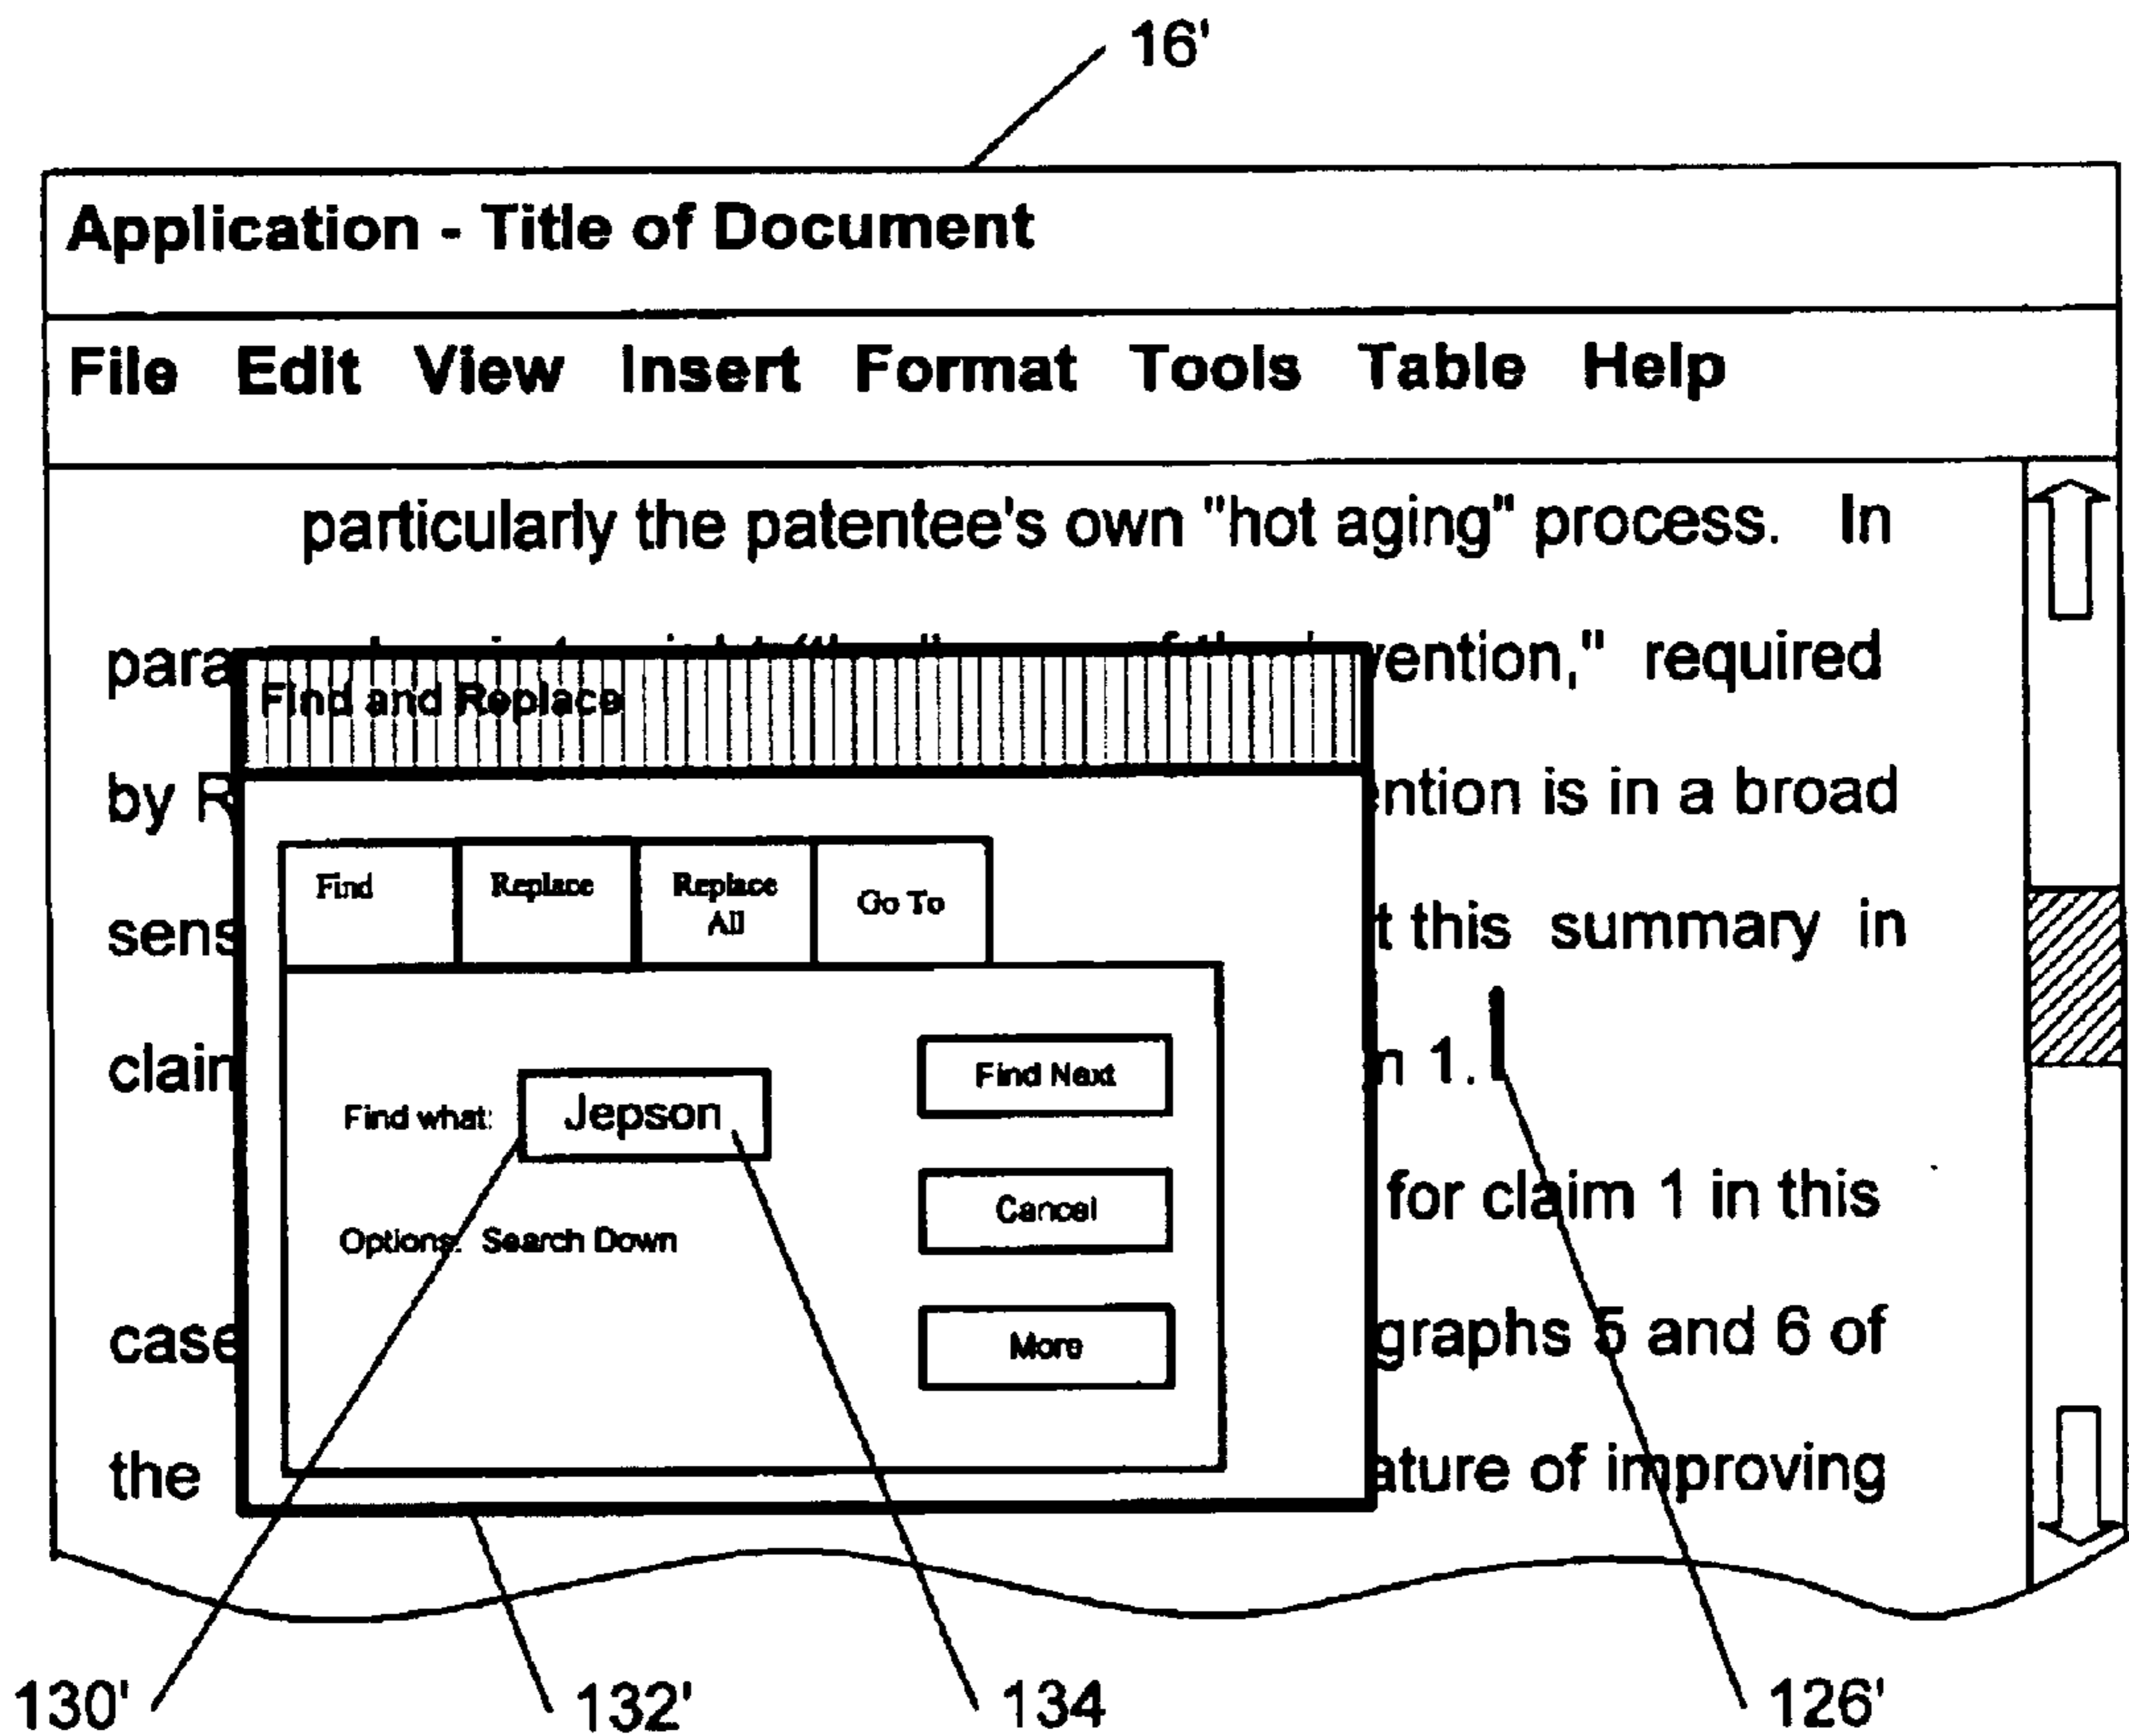 16'
Application - Title of Document
File Edit View Insert Format Tools Table Help
particularly the patentee's own "hot aging" process. In
para vention," required
Find and Replace
by R ntion is in a broad
Find Replace Replace All Go To
sens t this summary in
claim n 1.
Find Next
Find what: Jepson
Cancel
for claim 1 in this
Options: Search Down
case graphs 5 and 6 of
More
the ature of improving
130' 132' 134 126'